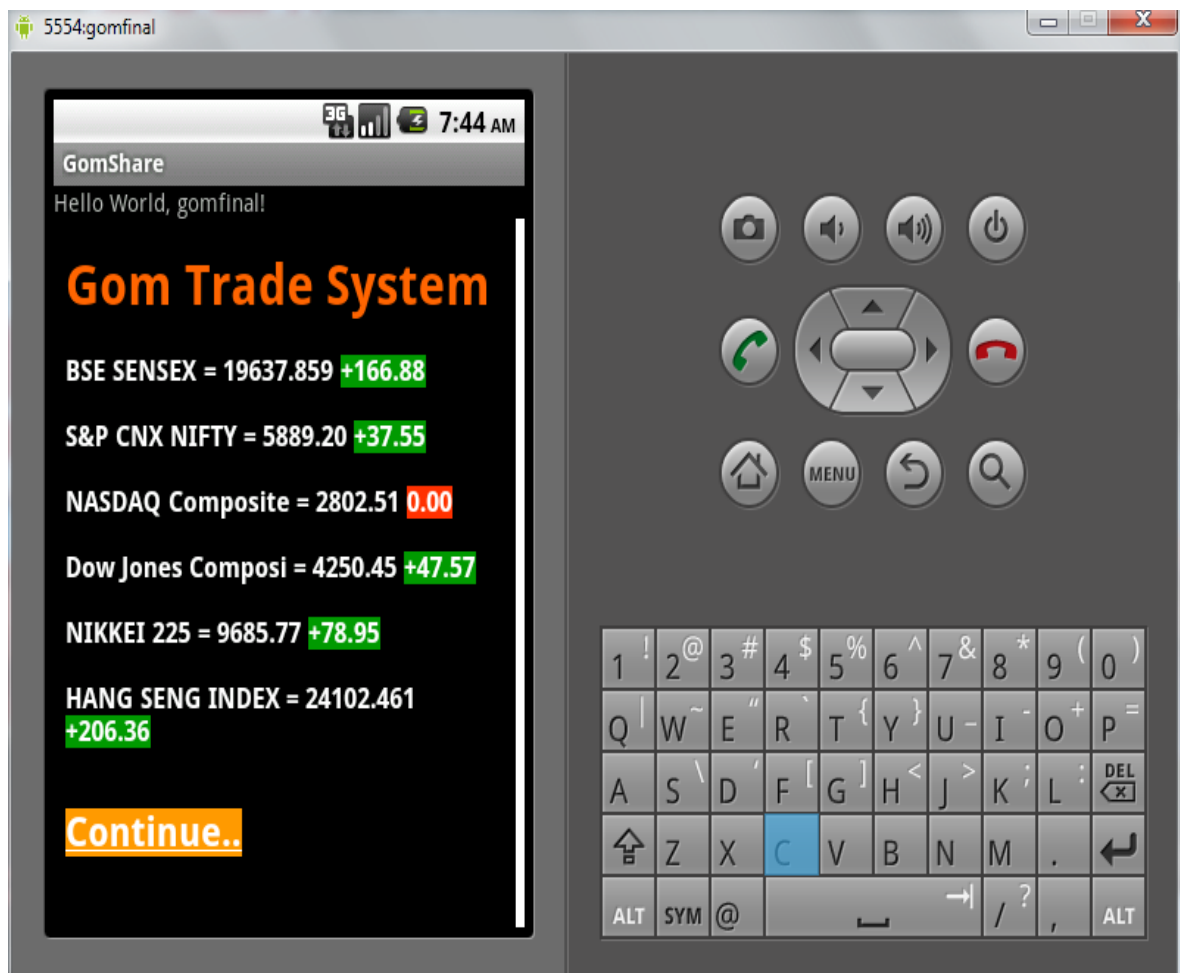 5554:gomfinal
3G 7:44 AM
GomShare
Hello World, gomfinal!
Gom Trade System
BSE SENSEX = 19637.859 +166.88
S&P CNX NIFTY = 5889.20 +37.55
NASDAQ Composite = 2802.51 0.00
Dow Jones Composi = 4250.45 +47.57
NIKKEI 225 = 9685.77 +78.95
HANG SENG INDEX = 24102.461
+206.36
Continue..
MENU
1 ! 2 @ 3 # 4 $ 5 % 6 ^ 7 & 8 * 9 ( 0 )
Q | W ~ E " R ` T { Y } U _ I - O + P =
A S \ D ' F [ G ] H < J > K ; L : DEL
Z X C V B N M .
ALT SYM @ / ? , ALT